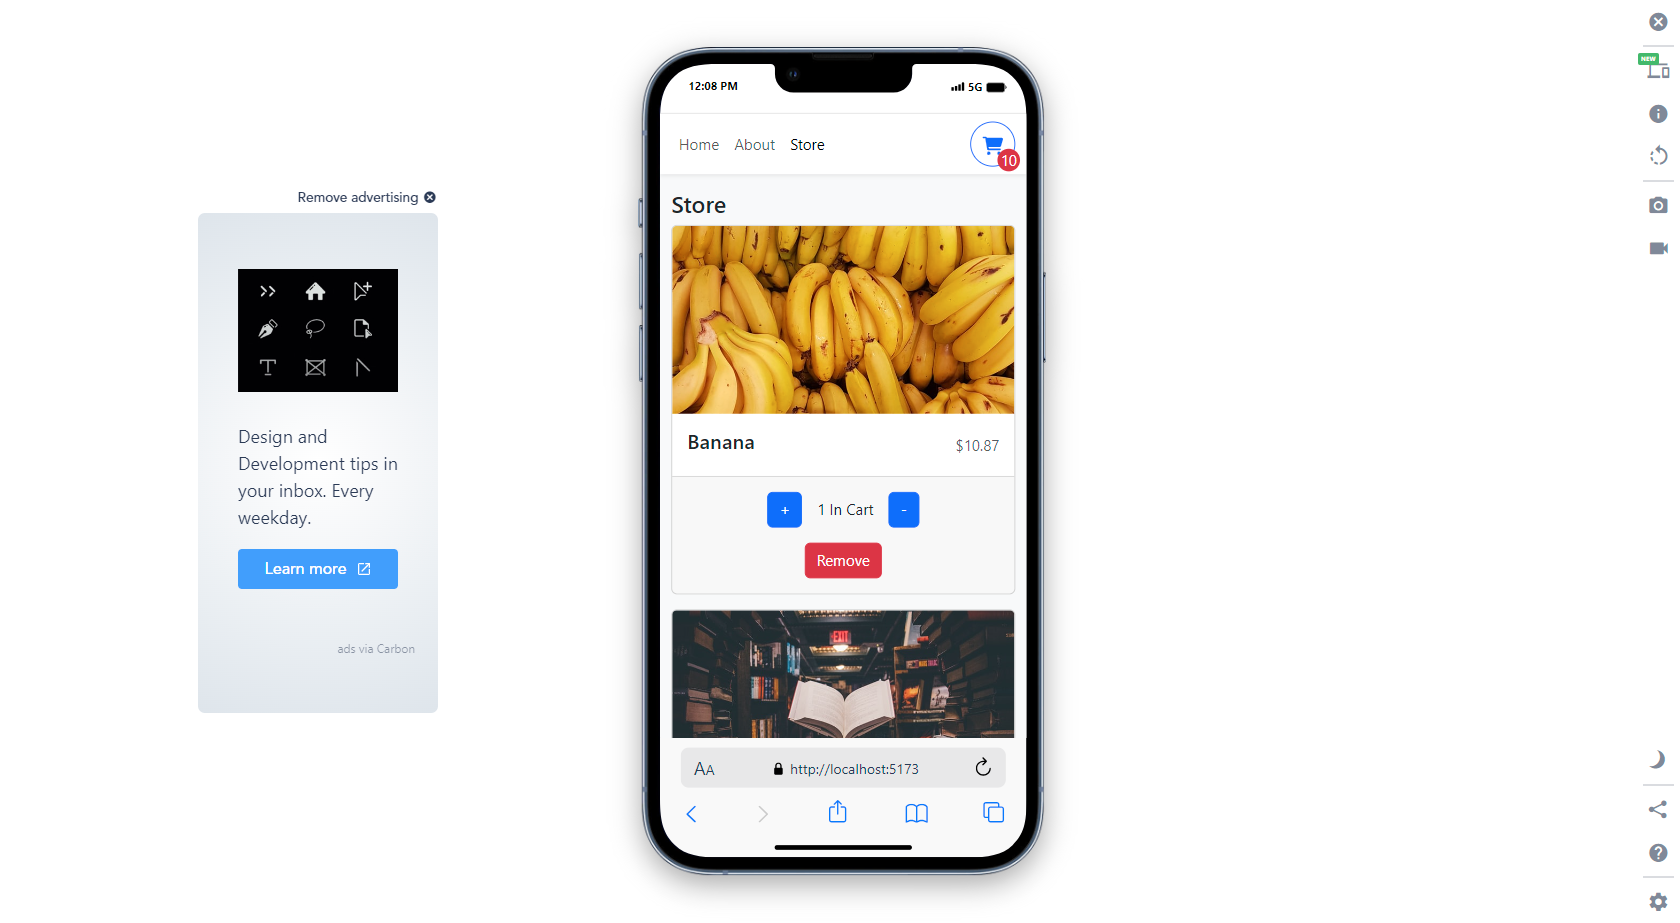 NEW
Remove advertising
Design and
Development tips in
your inbox. Every
weekday.
Learn more
ads via Carbon
12:08 PM
5G
Home About Store
10
Store
Banana
$10.87
+ 1 In Cart -
Remove
EXIT
AA http://localhost:5173